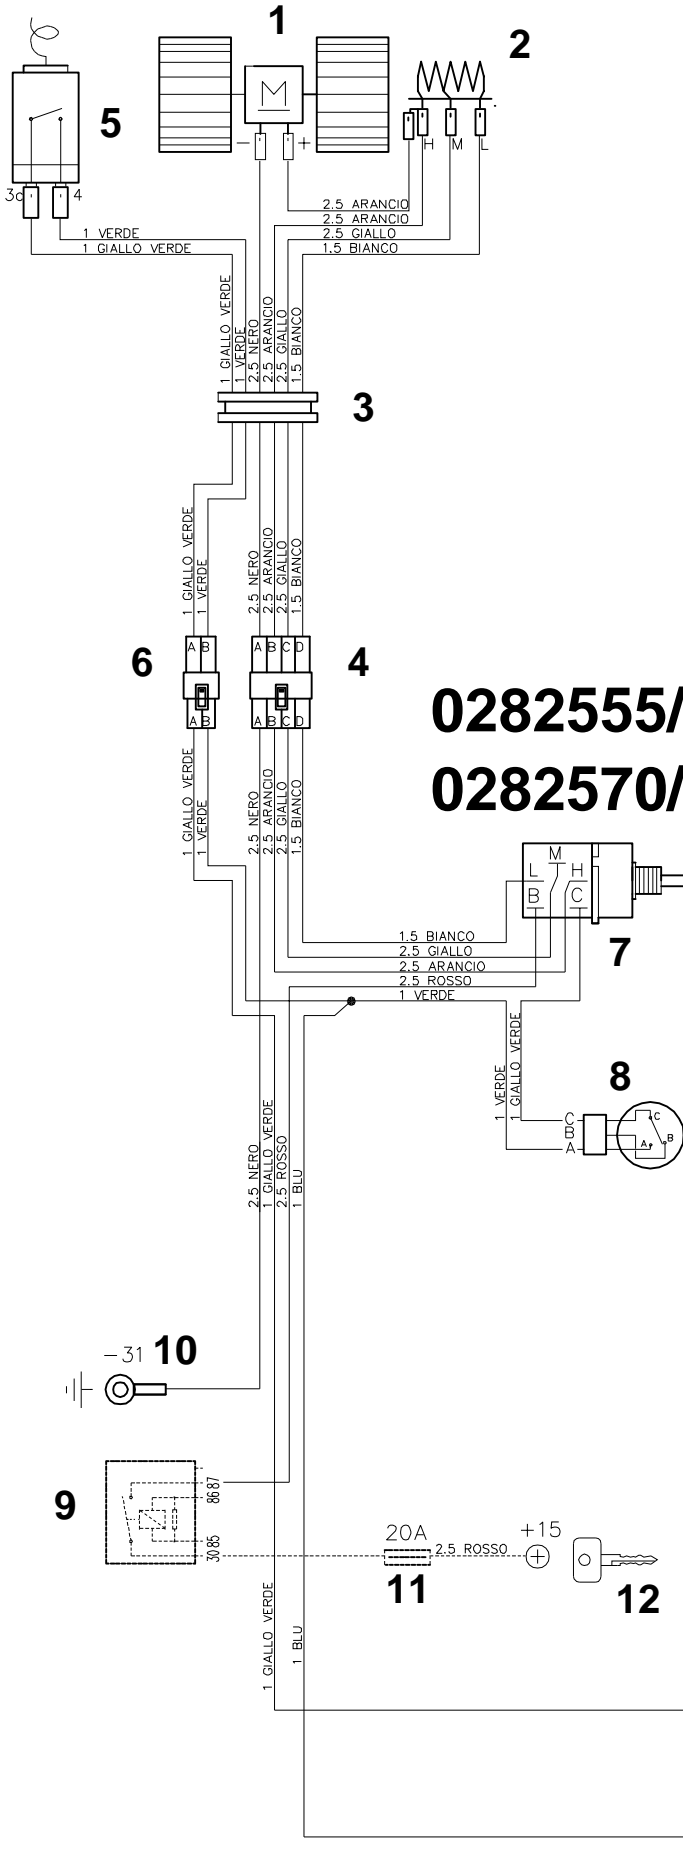 1
2
5
M
−
+
H M L
3c 4
2.5 ARANCIO
2.5 ARANCIO
2.5 GIALLO
1.5 BIANCO
1 VERDE
1 GIALLO VERDE
1 GIALLO VERDE
1 VERDE
2.5 NERO
2.5 ARANCIO
2.5 GIALLO
1.5 BIANCO
3
1 GIALLO VERDE
1 VERDE
2.5 NERO
2.5 ARANCIO
2.5 GIALLO
1.5 BIANCO
6
A B
A B C D
4
A B
A B C D
0282555/
0282570/
1 GIALLO VERDE
1 VERDE
2.5 NERO
2.5 ARANCIO
2.5 GIALLO
1.5 BIANCO
M
L H
B C
7
1.5 BIANCO
2.5 GIALLO
2.5 ARANCIO
2.5 ROSSO
1 VERDE
1 VERDE
1 GIALLO VERDE
8
C
B
A
C
B
A
2.5 NERO
1 GIALLO VERDE
2.5 ROSSO
1 BLU
−31 10
9
87
86
85
30
20A
11
2.5 ROSSO
+15
+
12
1 GIALLO VERDE
1 BLU